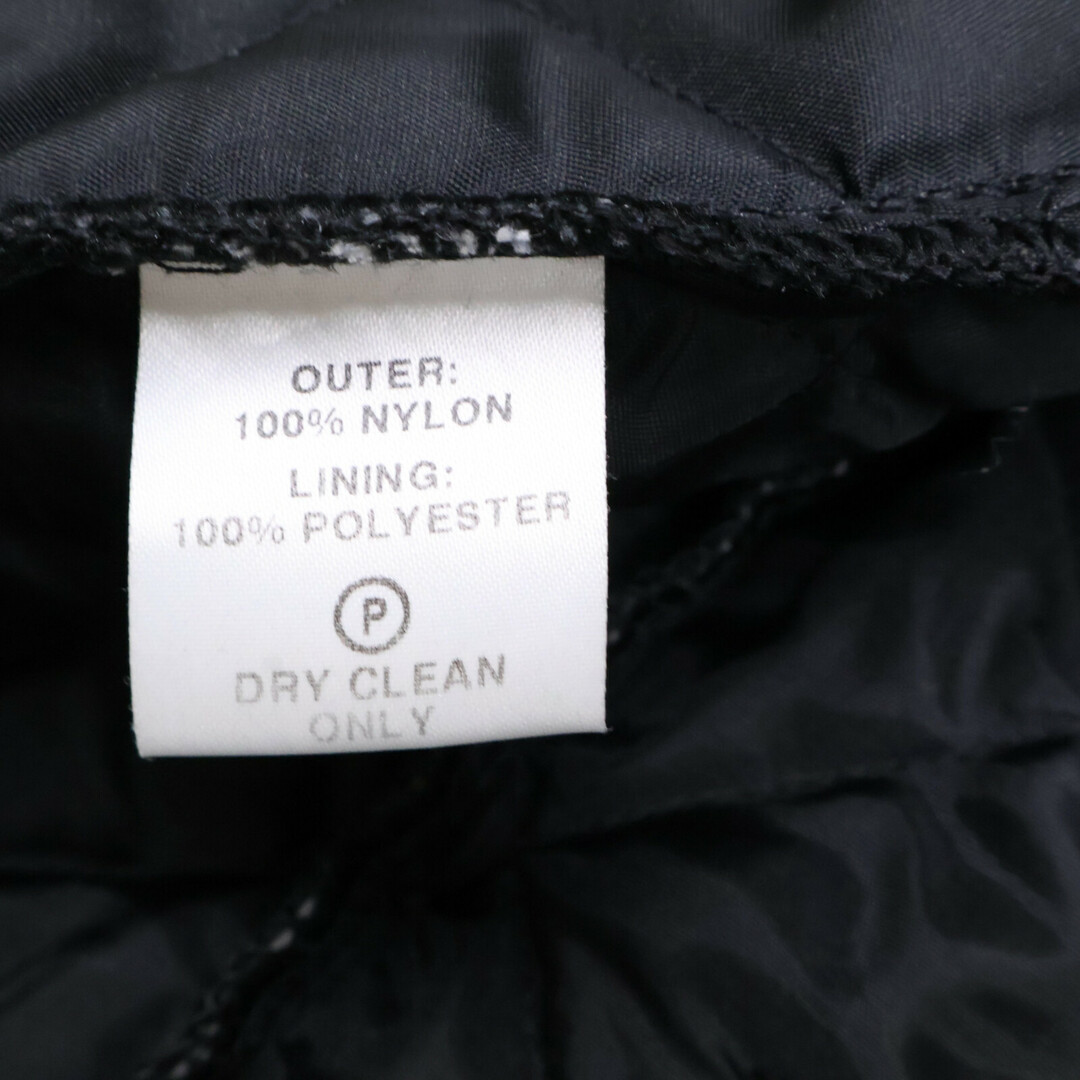 OUTER:
100% NYLON
LINING:
100% POLYESTER
P
DRY CLEAN
ONLY